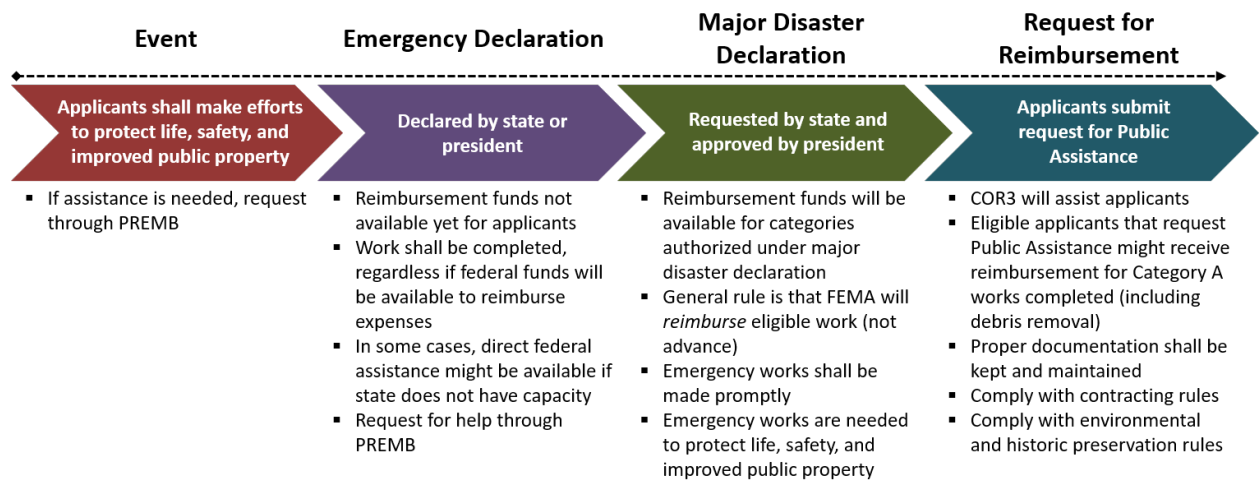 Event
Applicants shall make efforts
to protect life, safety, and
improved public property
▪ If assistance is needed, request
through PREMB
Emergency Declaration
Declared by state or
president
▪ Reimbursement funds not
available yet for applicants
▪ Work shall be completed,
regardless if federal funds will
be available to reimburse
expenses
▪ In some cases, direct federal
assistance might be available if
state does not have capacity
▪ Request for help through
PREMB
Major Disaster
Declaration
Requested by state and
approved by president
▪ Reimbursement funds will be
available for categories
authorized under major
disaster declaration
▪ General rule is that FEMA will
reimburse eligible work (not
advance)
▪ Emergency works shall be
made promptly
▪ Emergency works are needed
to protect life, safety, and
improved public property
Request for
Reimbursement
Applicants submit
request for Public
Assistance
▪ COR3 will assist applicants
▪ Eligible applicants that request
Public Assistance might receive
reimbursement for Category A
works completed (including
debris removal)
▪ Proper documentation shall be
kept and maintained
▪ Comply with contracting rules
▪ Comply with environmental
and historic preservation rules